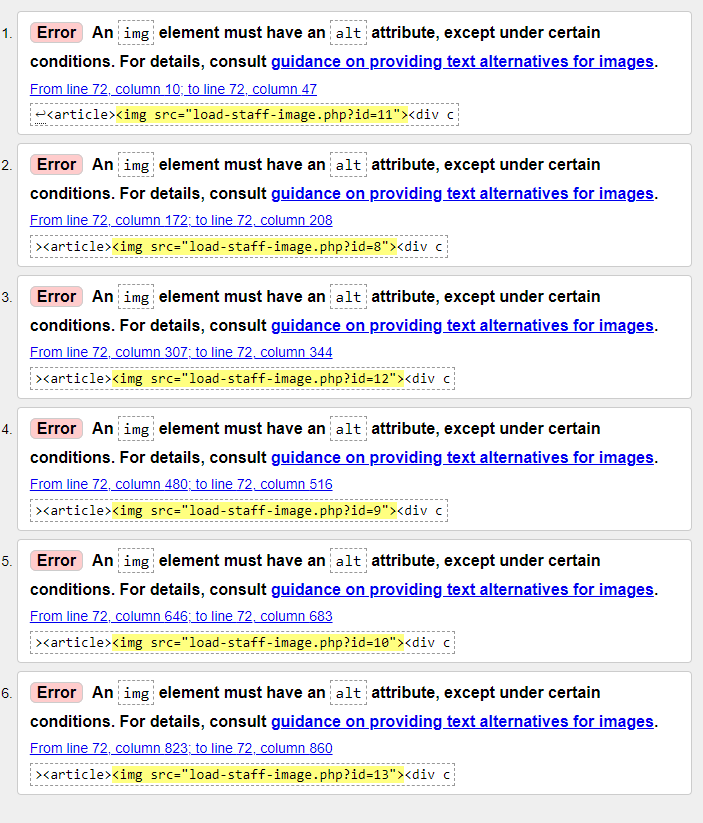 1. Error An img element must have an alt attribute, except under certain
conditions. For details, consult guidance on providing text alternatives for images.
From line 72, column 10; to line 72, column 47
↩<article><img src="load-staff-image.php?id=11"><div c
2. Error An img element must have an alt attribute, except under certain
conditions. For details, consult guidance on providing text alternatives for images.
From line 72, column 172; to line 72, column 208
><article><img src="load-staff-image.php?id=8"><div c
3. Error An img element must have an alt attribute, except under certain
conditions. For details, consult guidance on providing text alternatives for images.
From line 72, column 307; to line 72, column 344
><article><img src="load-staff-image.php?id=12"><div c
4. Error An img element must have an alt attribute, except under certain
conditions. For details, consult guidance on providing text alternatives for images.
From line 72, column 480; to line 72, column 516
><article><img src="load-staff-image.php?id=9"><div c
5. Error An img element must have an alt attribute, except under certain
conditions. For details, consult guidance on providing text alternatives for images.
From line 72, column 646; to line 72, column 683
><article><img src="load-staff-image.php?id=10"><div c
6. Error An img element must have an alt attribute, except under certain
conditions. For details, consult guidance on providing text alternatives for images.
From line 72, column 823; to line 72, column 860
><article><img src="load-staff-image.php?id=13"><div c